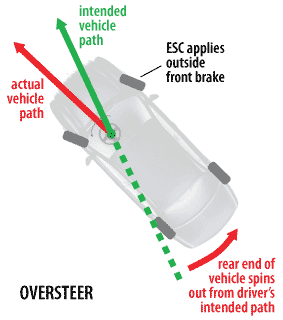 intended
vehicle
path
ESC applies
outside
front brake
actual
vehicle
path
rear end of
vehicle spins
out from driver's
intended path
OVERSTEER